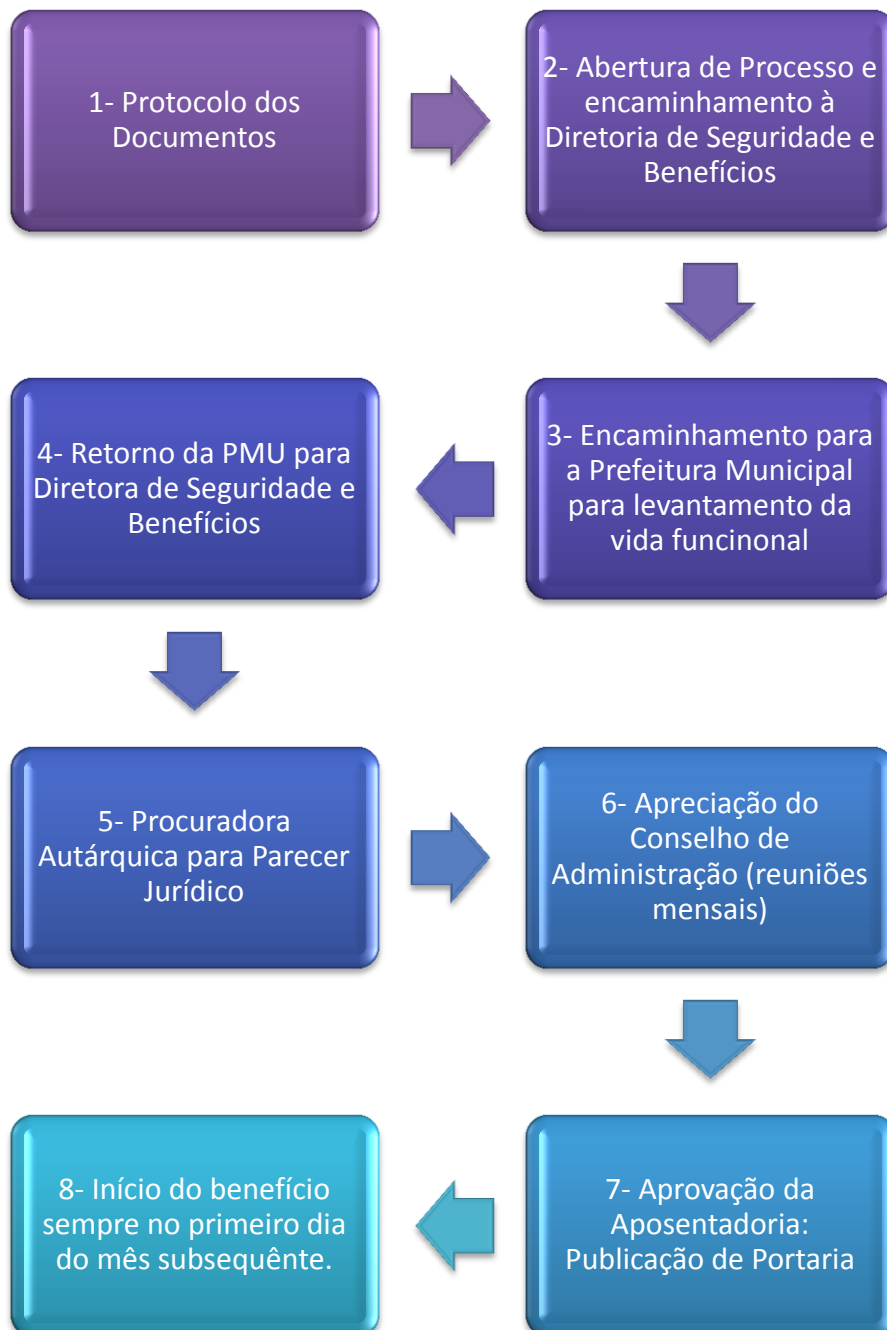 1- Protocolo dos
Documentos
2- Abertura de Processo e
encaminhamento à
Diretoria de Seguridade e
Benefícios
3- Encaminhamento para
a Prefeitura Municipal
para levantamento da
vida funcinonal
4- Retorno da PMU para
Diretora de Seguridade e
Benefícios
5- Procuradora
Autárquica para Parecer
Jurídico
6- Apreciação do
Conselho de
Administração (reuniões
mensais)
7- Aprovação da
Aposentadoria:
Publicação de Portaria
8- Início do benefício
sempre no primeiro dia
do mês subsequênte.